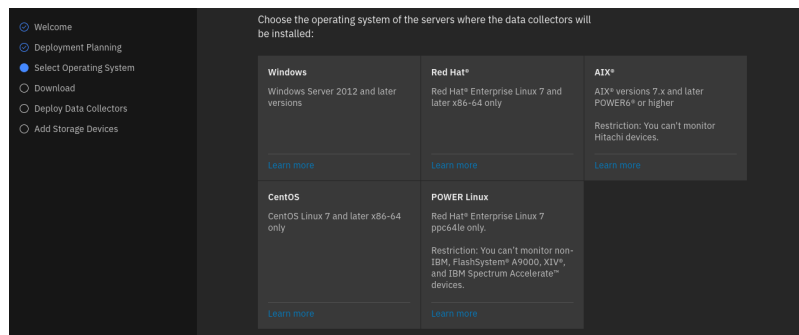 Welcome
Deployment Planning
Select Operating System
Download
Deploy Data Collectors
Add Storage Devices
Choose the operating system of the servers where the data collectors will
be installed:
Windows
Windows Server 2012 and later
versions
Learn more
Red Hat®
Red Hat® Enterprise Linux 7 and
later x86-64 only
Learn more
AIX®
AIX® versions 7.x and later
POWER6® or higher
Restriction: You can't monitor
Hitachi devices.
Learn more
CentOS
CentOS Linux 7 and later x86-64
only
Learn more
POWER Linux
Red Hat® Enterprise Linux 7
ppc64le only.
Restriction: You can't monitor non-
IBM, FlashSystem® A9000, XIV®,
and IBM Spectrum Accelerate™
devices.
Learn more